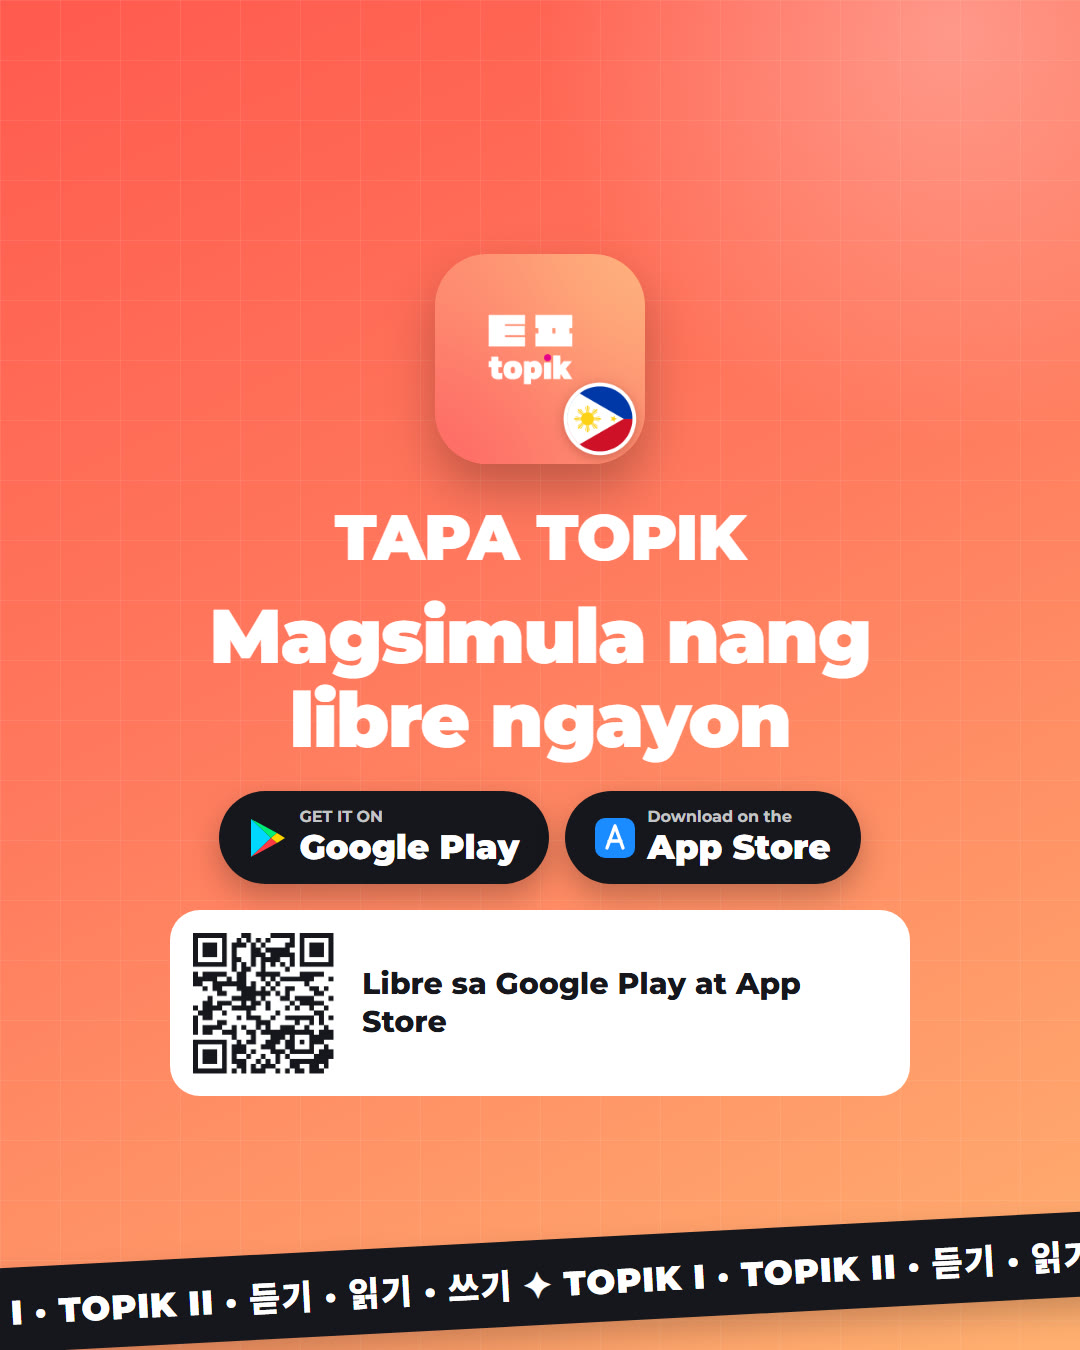 토픽
topik
TAPA TOPIK
Magsimula nang
libre ngayon
GET IT ON
Google Play
Download on the
App Store
Libre sa Google Play at App
Store
I • TOPIK II • 듣기 • 읽기 • 쓰기 ✦ TOPIK I • TOPIK II • 듣기 • 읽기